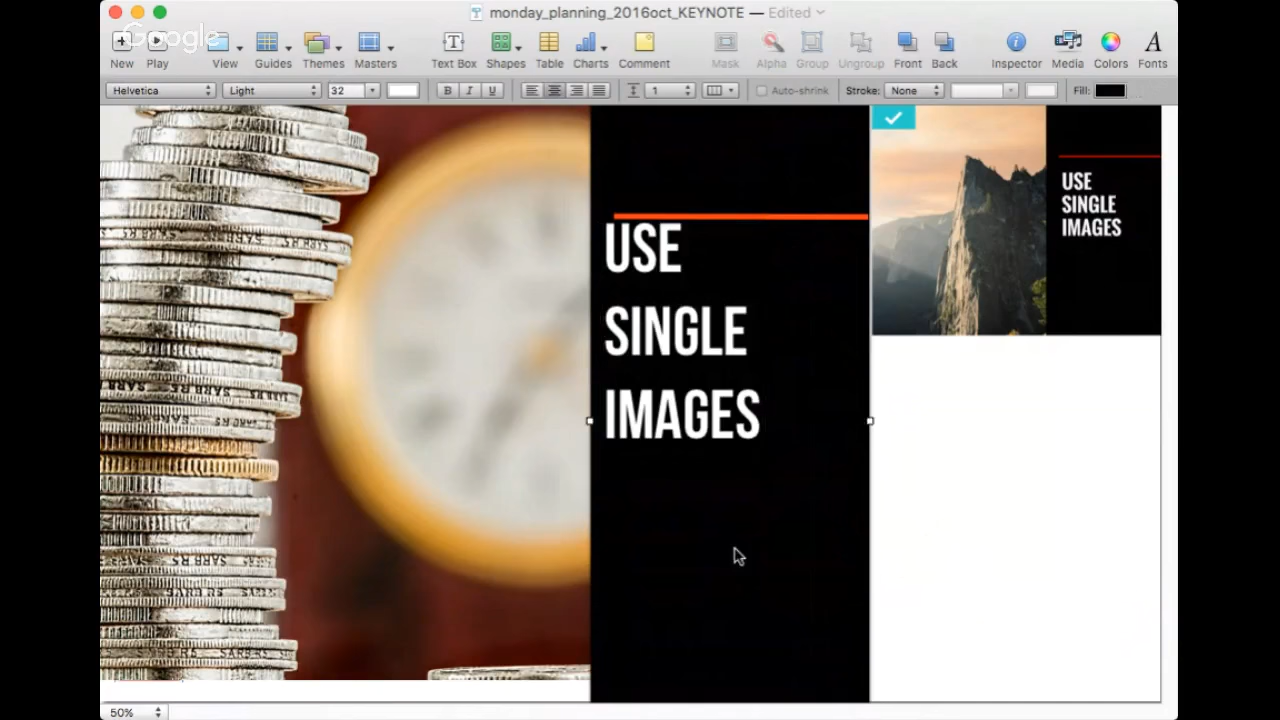 monday_planning_2016oct_KEYNOTE — Edited
Google
New Play View Guides Themes Masters Text Box Shapes Table Charts Comment Mask Alpha Group Ungroup Front Back Inspector Media Colors Fonts
Helvetica Light 32 B I U 1 Auto-shrink Stroke: None Fill:
USE
SINGLE
IMAGES
USE
SINGLE
IMAGES
50%